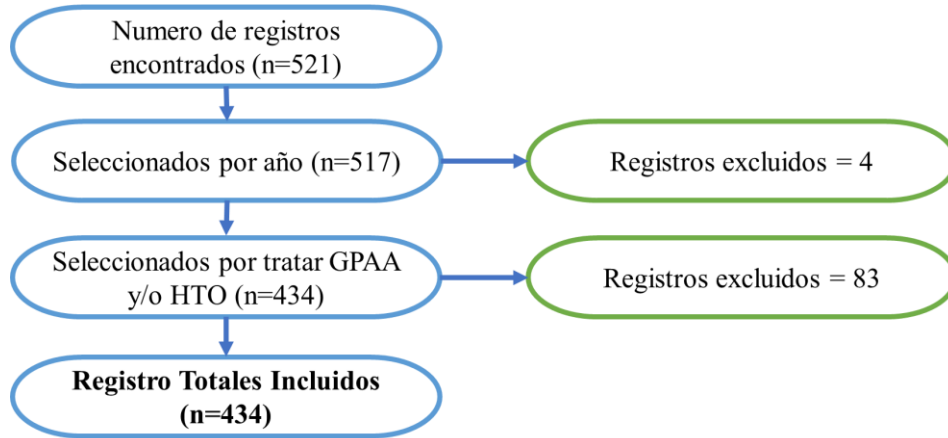 Numero de registros
encontrados (n=521)
Seleccionados por año (n=517)
Registros excluidos = 4
Seleccionados por tratar GPAA
y/o HTO (n=434)
Registros excluidos = 83
Registro Totales Incluidos
(n=434)